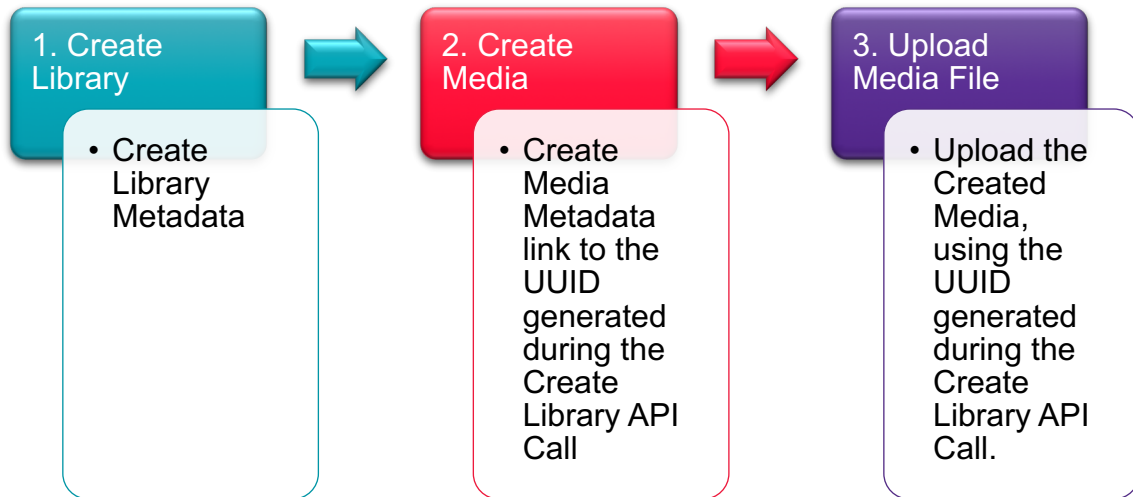 1. Create
Library
• Create
Library
Metadata
2. Create
Media
• Create
Media
Metadata
link to the
UUID
generated
during the
Create
Library API
Call
3. Upload
Media File
• Upload the
Created
Media,
using the
UUID
generated
during the
Create
Library API
Call.